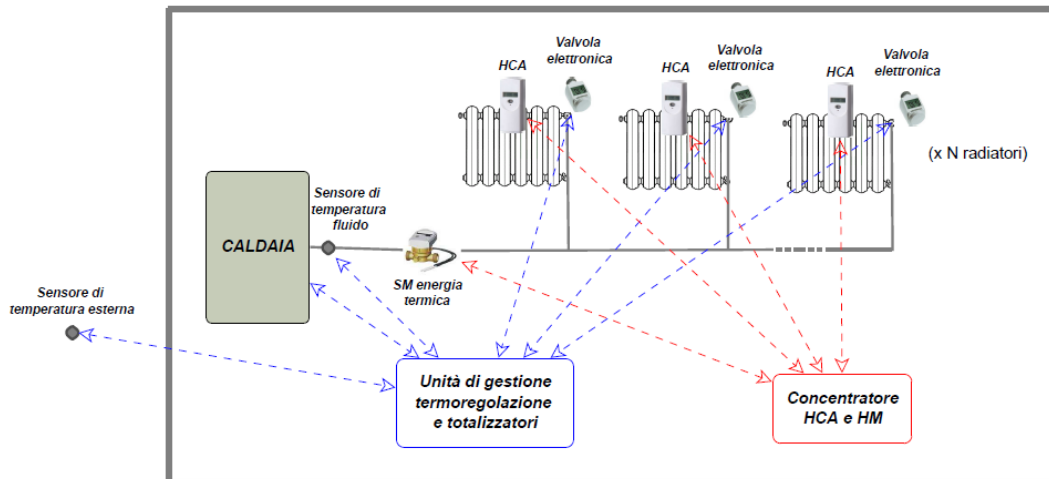 HCA
Valvola
elettronica
HCA
Valvola
elettronica
HCA
Valvola
elettronica
(x N radiatori)
CALDAIA
Sensore di
temperatura
fluido
SM energia
termica
Sensore di
temperatura esterna
Unità di gestione
termoregolazione
e totalizzatori
Concentratore
HCA e HM